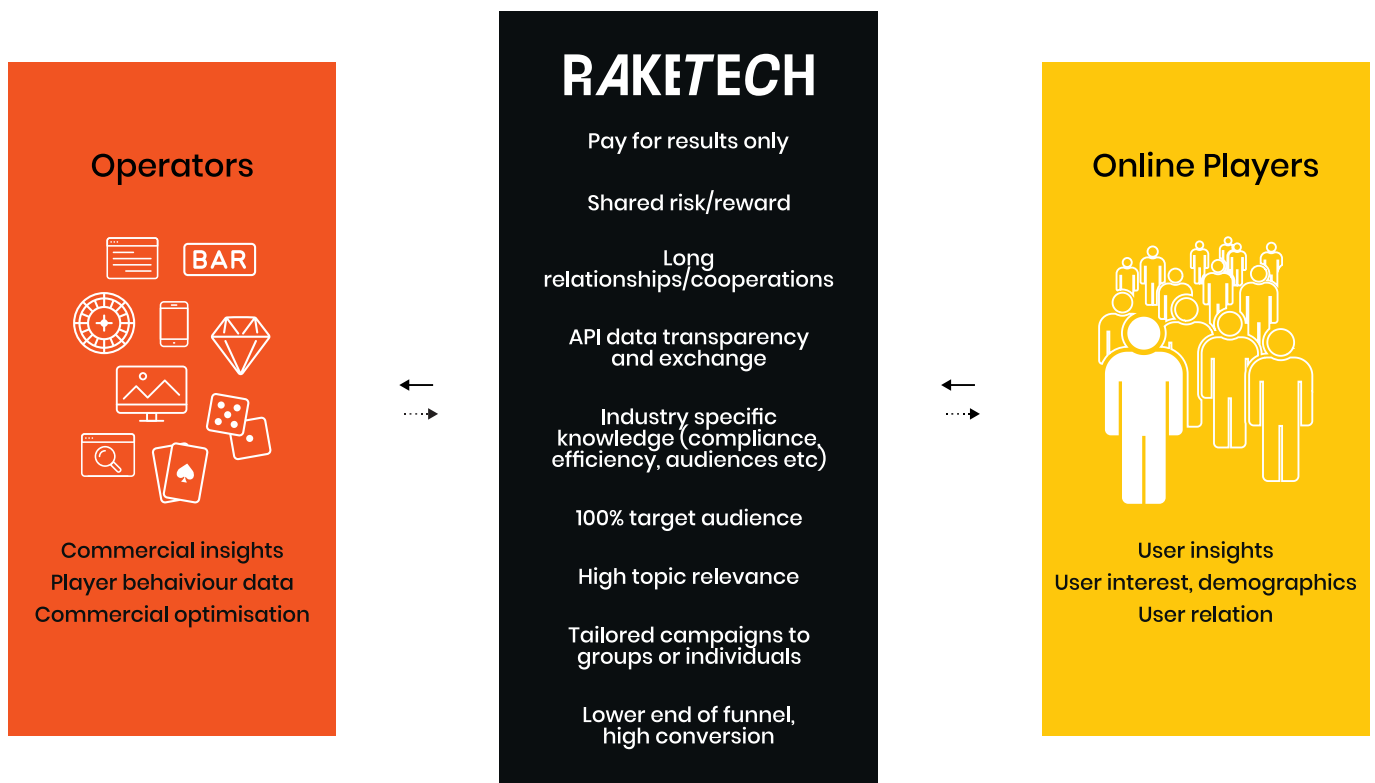 Operators
BAR
Commercial insights
Player behaiviour data
Commercial optimisation
RAKETECH
Pay for results only
Shared risk/reward
Long
relationships/cooperations
API data transparency
and exchange
Industry specific
knowledge (compliance,
efficiency, audiences etc)
100% target audience
High topic relevance
Tailored campaigns to
groups or individuals
Lower end of funnel,
high conversion
Online Players
User insights
User interest, demographics
User relation